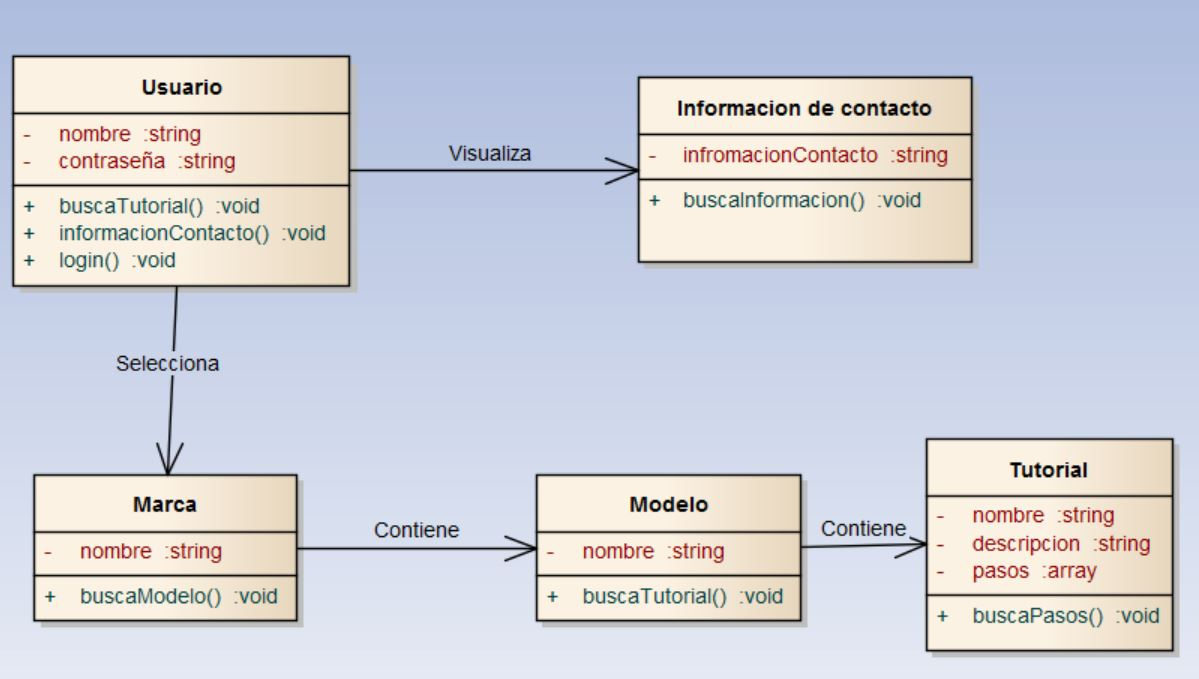 Usuario
- nombre :string
- contraseña :string
+ buscaTutorial() :void
+ informacionContacto() :void
+ login() :void
Visualiza
Informacion de contacto
- infromacionContacto :string
+ buscaInformacion() :void
Selecciona
Marca
- nombre :string
+ buscaModelo() :void
Contiene
Modelo
- nombre :string
+ buscaTutorial() :void
Contiene
Tutorial
- nombre :string
- descripcion :string
- pasos :array
+ buscaPasos() :void